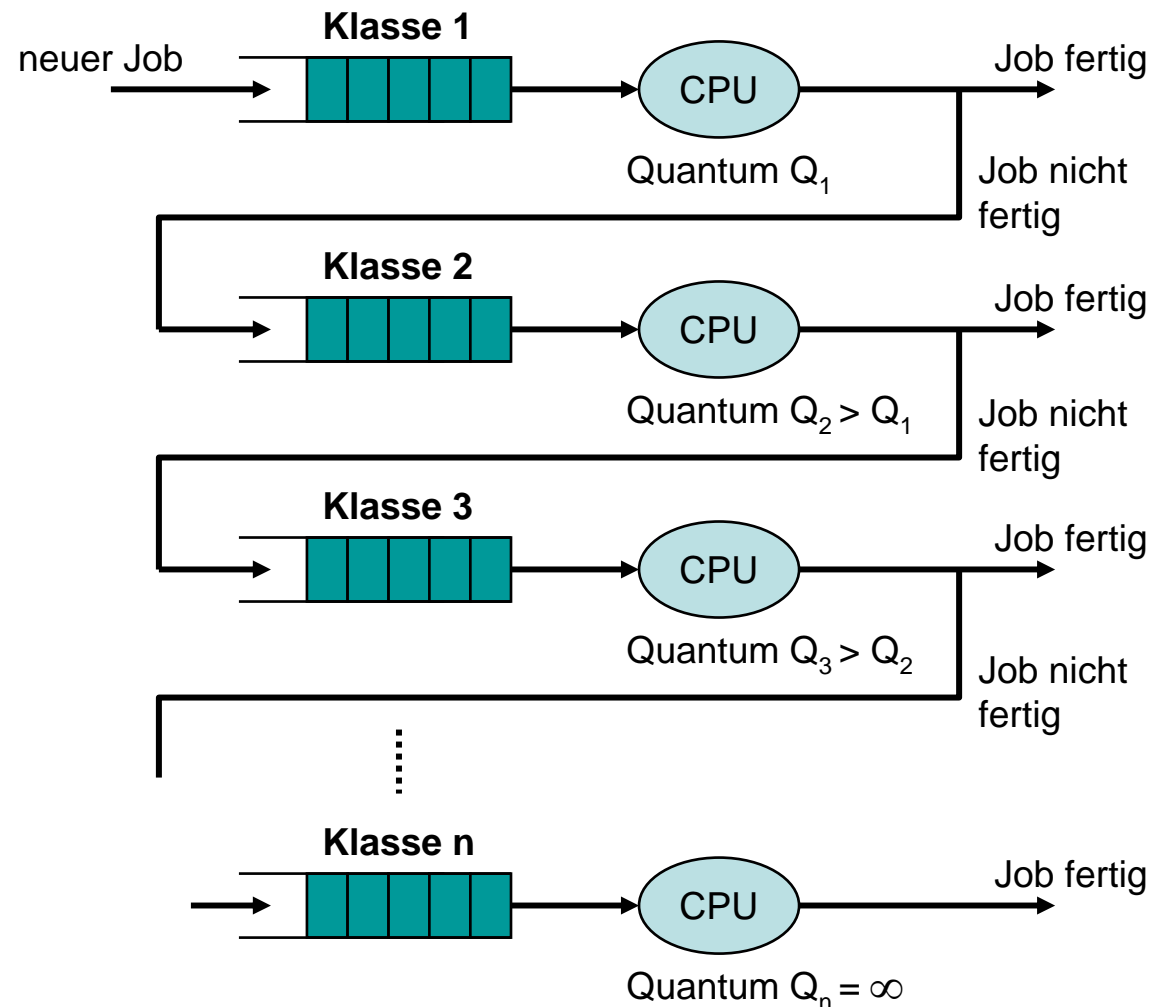 Klasse 1
neuer Job
CPU
Job fertig
Quantum Q₁
Job nicht
fertig
Klasse 2
CPU
Job fertig
Quantum Q₂ > Q₁
Job nicht
fertig
Klasse 3
CPU
Job fertig
Quantum Q₃ > Q₂
Job nicht
fertig
Klasse n
CPU
Job fertig
Quantum Qₙ = ∞